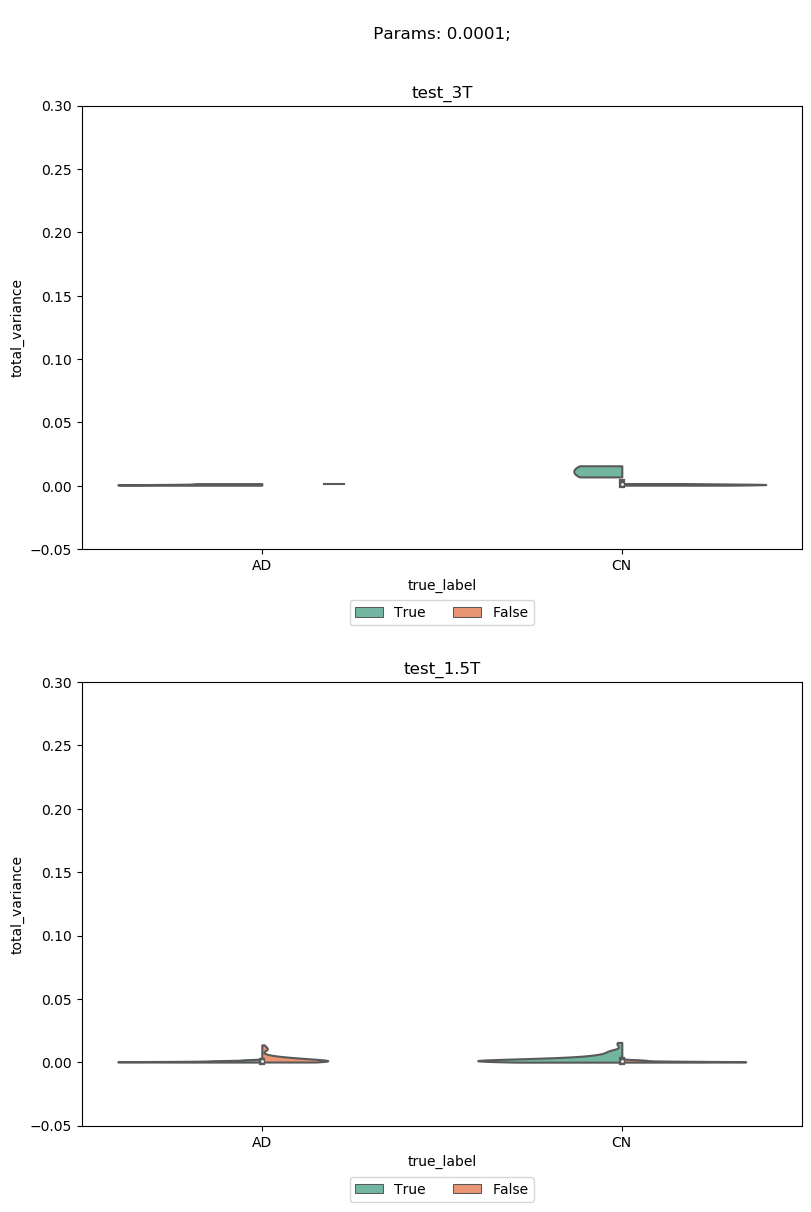 Params: 0.0001;
test_3T
0.30
0.25
0.20
0.15
0.10
0.05
0.00
−0.05
total_variance
AD CN
true_label
True False
test_1.5T
0.30
0.25
0.20
0.15
0.10
0.05
0.00
−0.05
total_variance
AD CN
true_label
True False